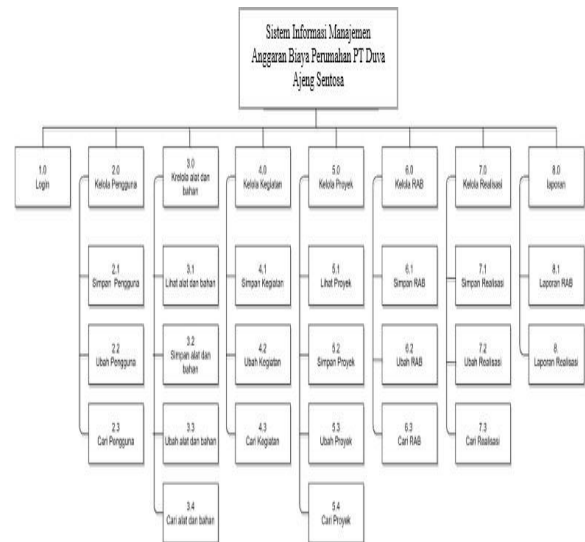 Sistem Informasi Manajemen
Anggaran Biaya Perumahan PT Duva
Ajeng Sentosa
1.0
Login
2.0
Kelola Pengguna
3.0
Krelola alat dan
bahan
4.0
Kelola Kegiatan
5.0
Kelola Proyek
6.0
Kelola RAB
7.0
Kelola Realisasi
8.0
laporan
2.1
Simpan Pengguna
3.1
Lihat alat dan bahan
4.1
Simpan Kegiatan
5.1
Lihat Proyek
6.1
Simpan RAB
7.1
Simpan Realisasi
8.1
Laporan RAB
2.2
Ubah Pengguna
3.2
Simpan alat dan
bahan
4.2
Ubah Kegiatan
5.2
Simpan Proyek
6.2
Ubah RAB
7.2
Ubah Realisasi
8.
Laporan Realisasi
2.3
Cari Pengguna
3.3
Ubah alat dan bahan
4.3
Cari Kegiatan
5.3
Ubah Proyek
6.3
Cari RAB
7.3
Cari Realisasi
3.4
Cari alat dan bahan
5.4
Cari Proyek